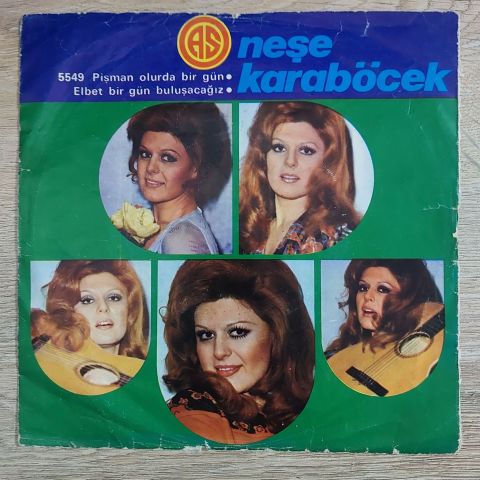 AS
neşe
karaböcek
5549 Pişman olurda bir gün•
Elbet bir gün buluşacağız •